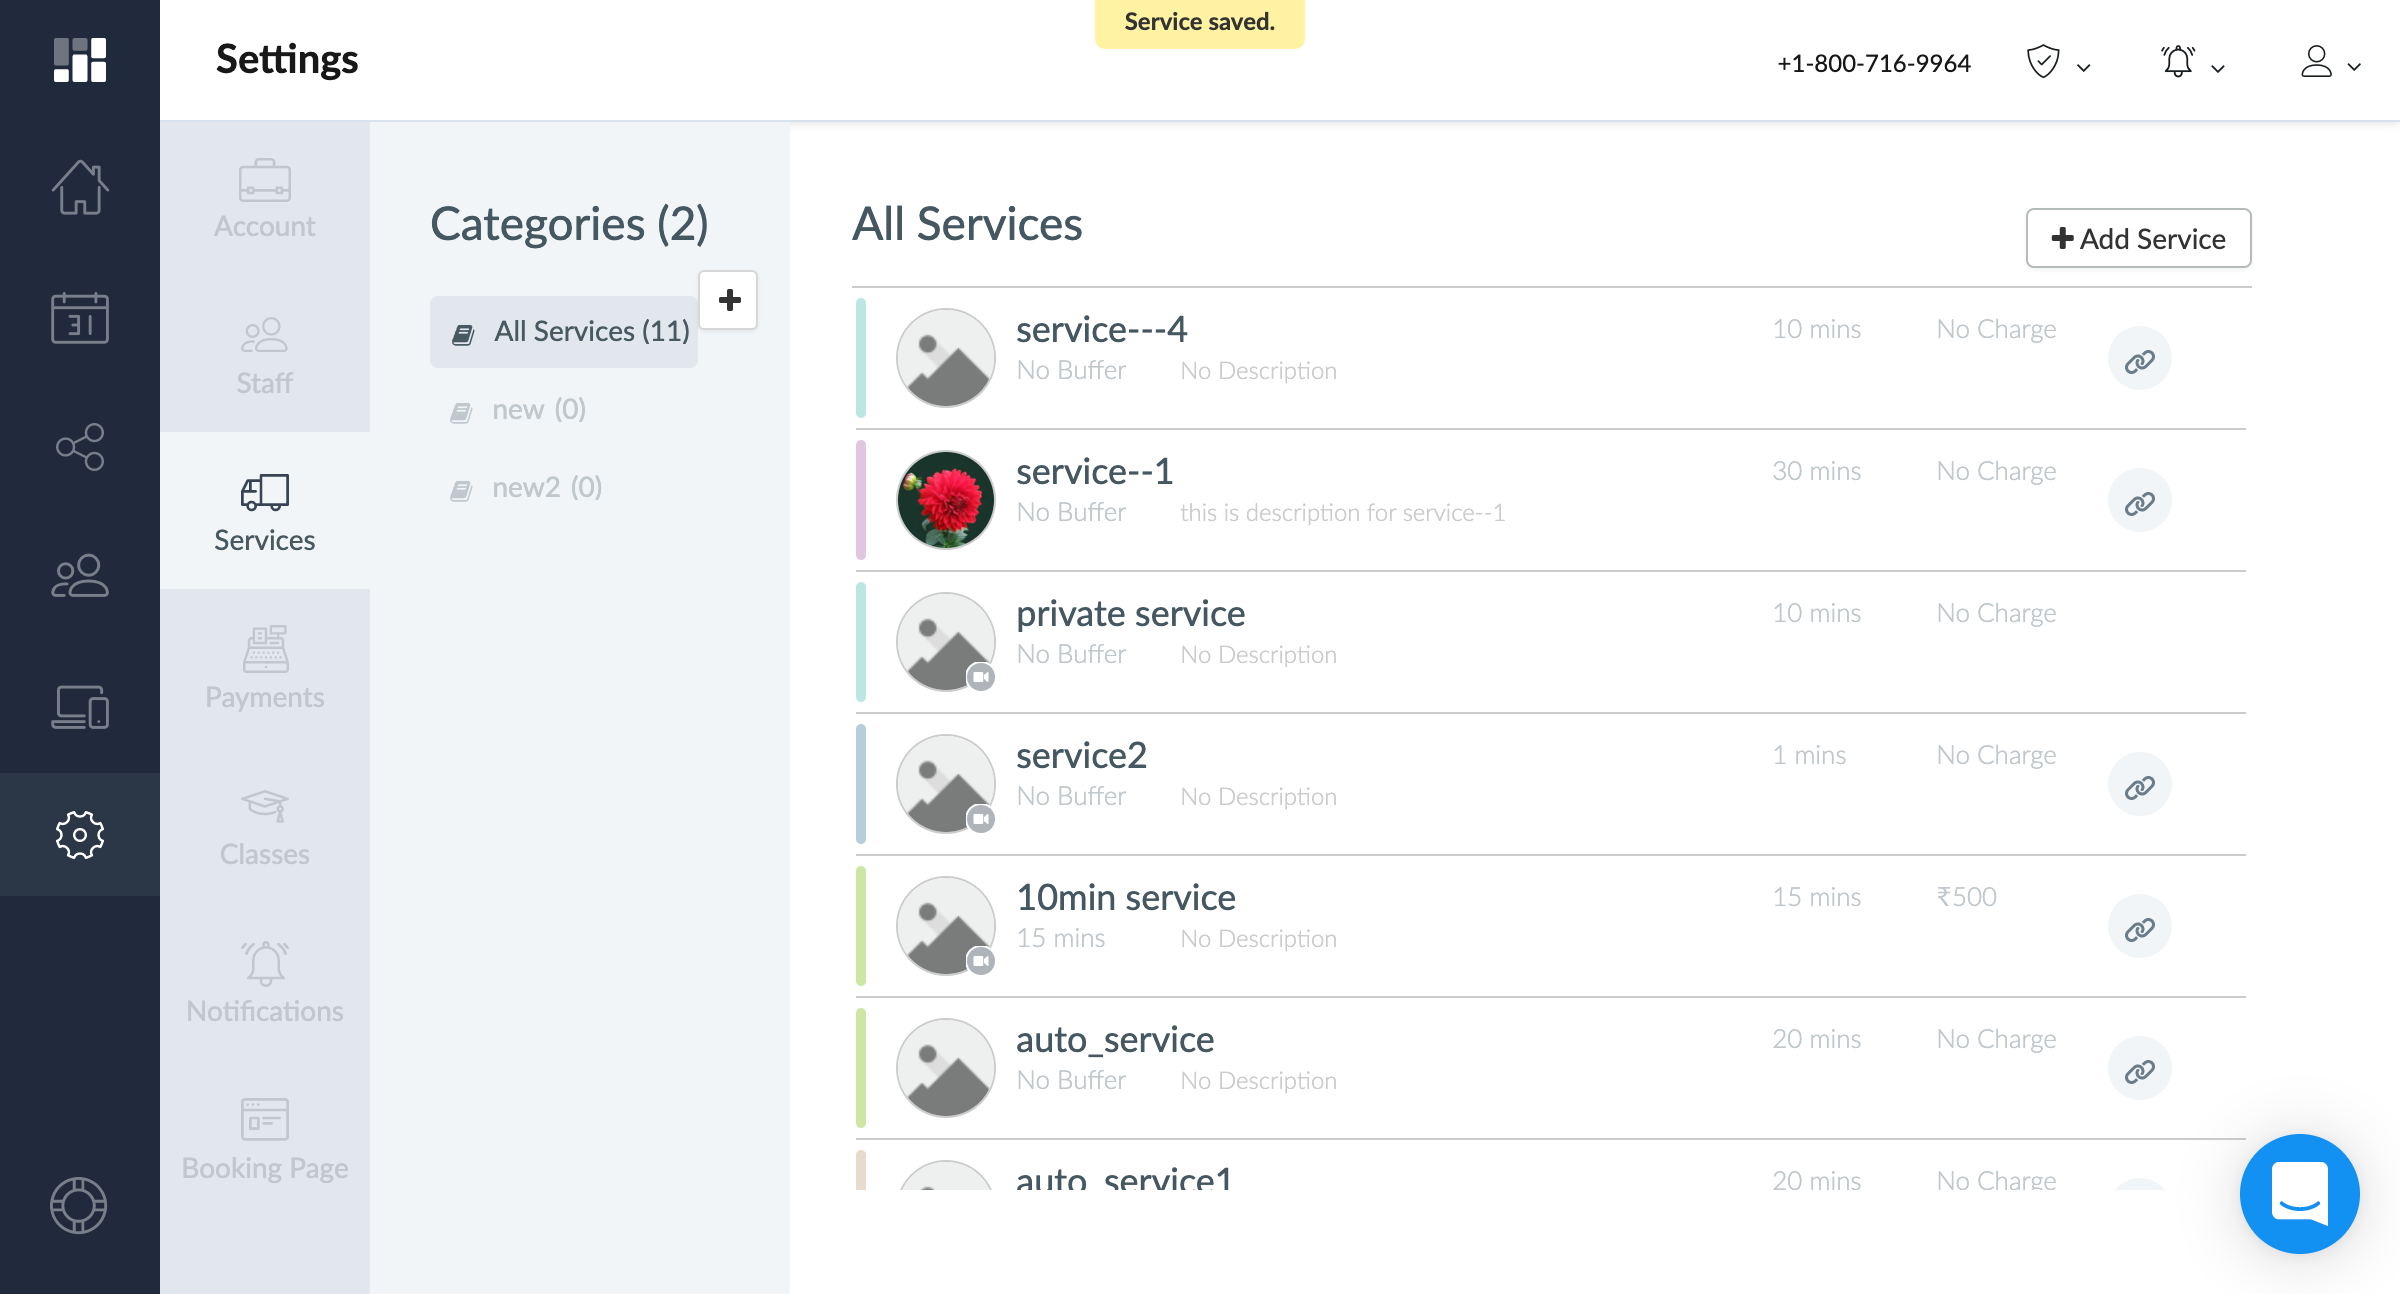 Service saved.
Settings
+1-800-716-9964
31
Account
Staff
Services
Payments
Classes
Notifications
Booking Page
Categories (2)
All Services (11)
new (0)
new2 (0)
All Services
Add Service
service---4
10 mins
No Charge
No Buffer
No Description
service--1
30 mins
No Charge
No Buffer
this is description for service--1
private service
10 mins
No Charge
No Buffer
No Description
service2
1 mins
No Charge
No Buffer
No Description
10min service
15 mins
₹500
15 mins
No Description
auto_service
20 mins
No Charge
No Buffer
No Description
auto_service1
20 mins
No Charge